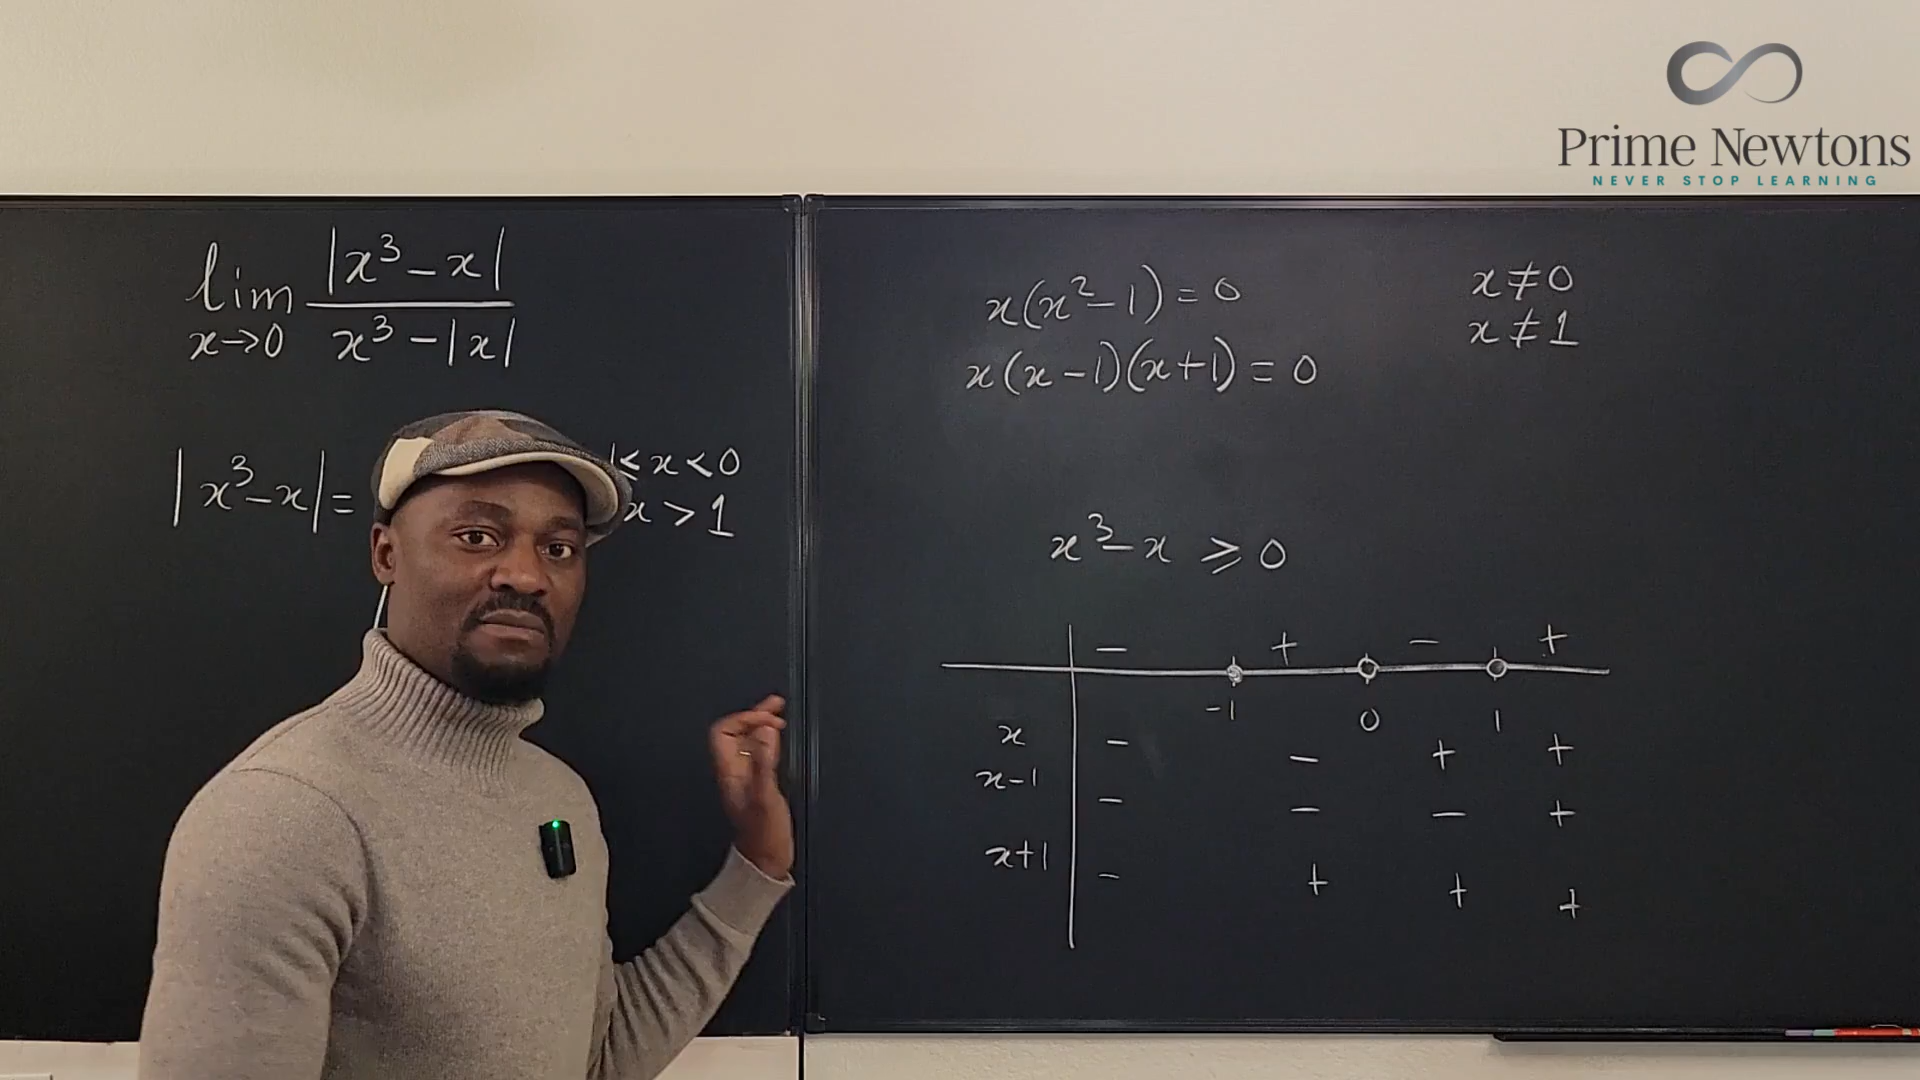 Prime Newtons
NEVER STOP LEARNING
lim x→0 |x³-x| / x³-|x|
|x³-x| =
≤ x < 0
x > 1
x(x²-1) = 0
x(x-1)(x+1) = 0
x ≠ 0
x ≠ 1
x³-x ≥ 0
- + - +
-1 0 1
x - - + +
x-1 - - - +
x+1 - + + +